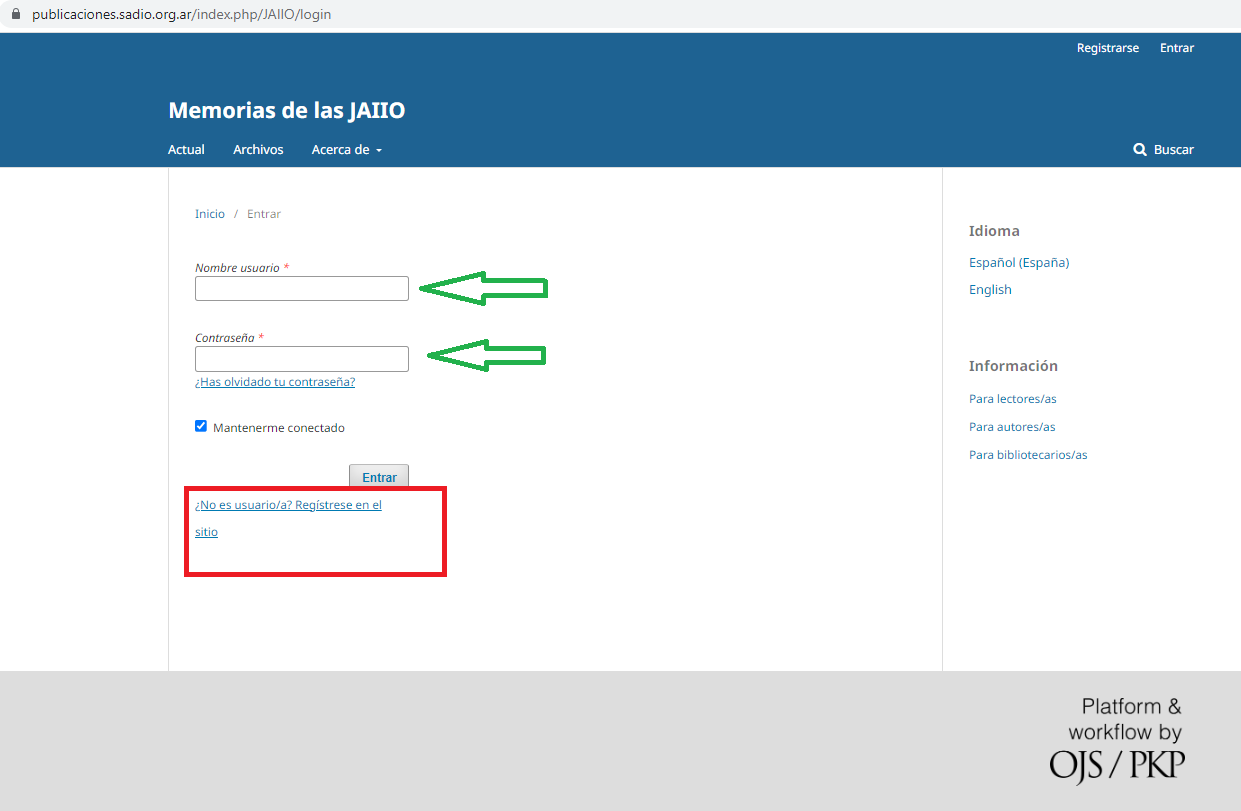 publicaciones.sadio.org.ar/index.php/JAIIO/login
Registrarse Entrar
Memorias de las JAIIO
Actual Archivos Acerca de
Buscar
Inicio / Entrar
Nombre usuario *
Contraseña *
¿Has olvidado tu contraseña?
Mantenerme conectado
Entrar
¿No es usuario/a? Regístrese en el
sitio
Idioma
Español (España)
English
Información
Para lectores/as
Para autores/as
Para bibliotecarios/as
Platform &
workflow by
OJS / PKP